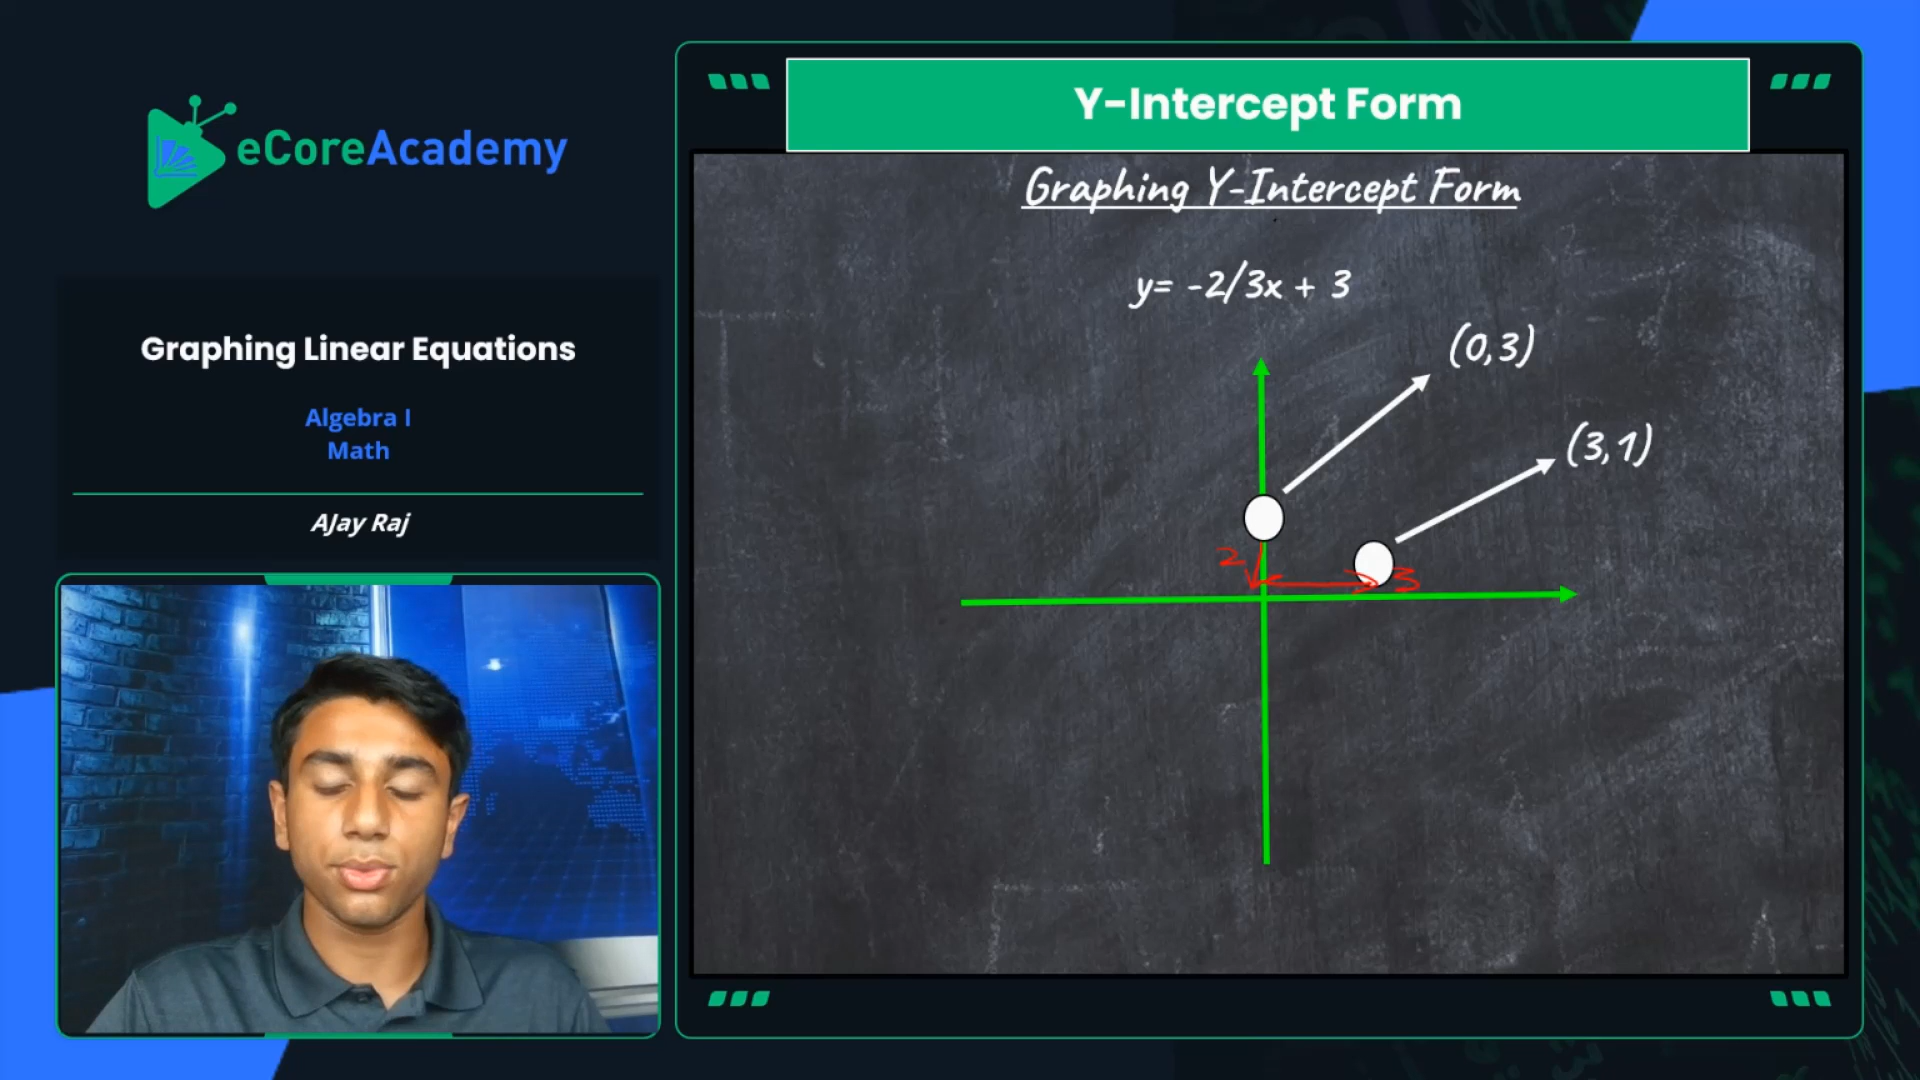 eCoreAcademy
Graphing Linear Equations
Algebra I
Math
AJay Raj
Y-Intercept Form
Graphing Y-Intercept Form
y= -2/3x + 3
(0,3)
(3,1)
2
3